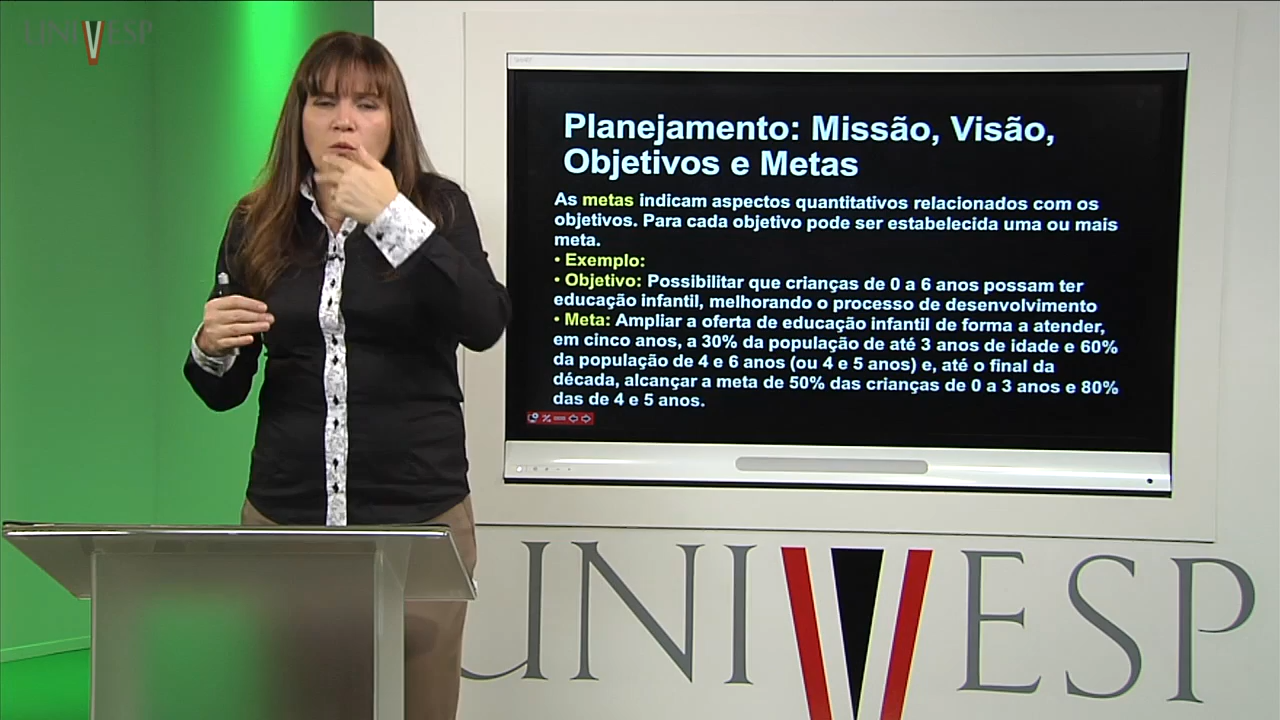 UNIVESP
Planejamento: Missão, Visão,
Objetivos e Metas
As metas indicam aspectos quantitativos relacionados com os
objetivos. Para cada objetivo pode ser estabelecida uma ou mais
meta.
• Exemplo:
• Objetivo: Possibilitar que crianças de 0 a 6 anos possam ter
educação infantil, melhorando o processo de desenvolvimento
• Meta: Ampliar a oferta de educação infantil de forma a atender,
em cinco anos, a 30% da população de até 3 anos de idade e 60%
da população de 4 e 6 anos (ou 4 e 5 anos) e, até o final da
década, alcançar a meta de 50% das crianças de 0 a 3 anos e 80%
das de 4 e 5 anos.
UNIVESP